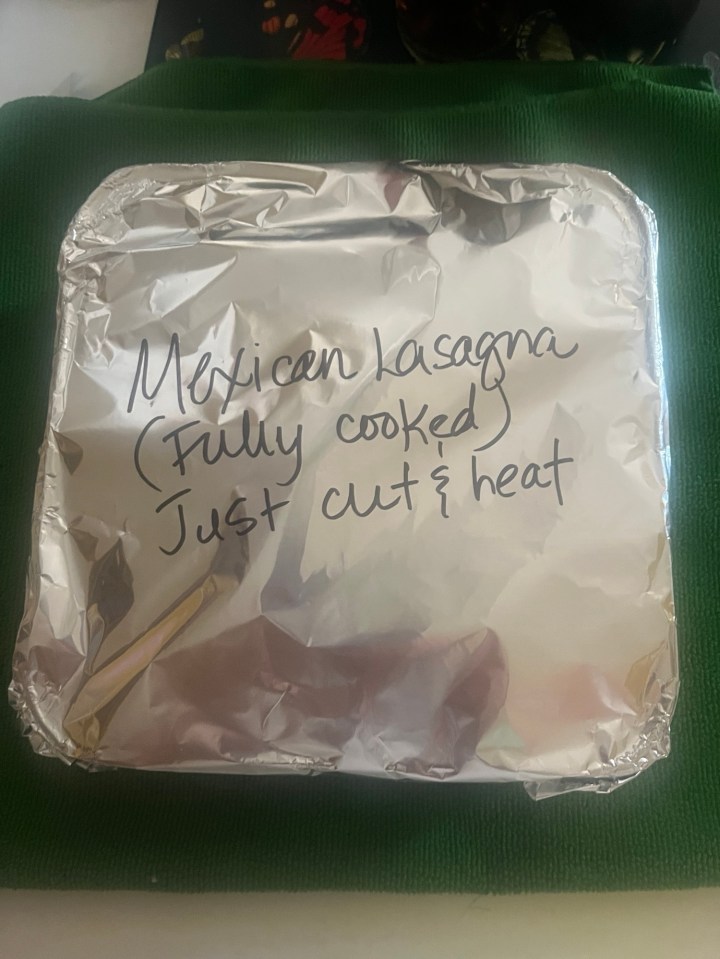 Mexican Lasagna
(Fully cooked)
Just cut & heat